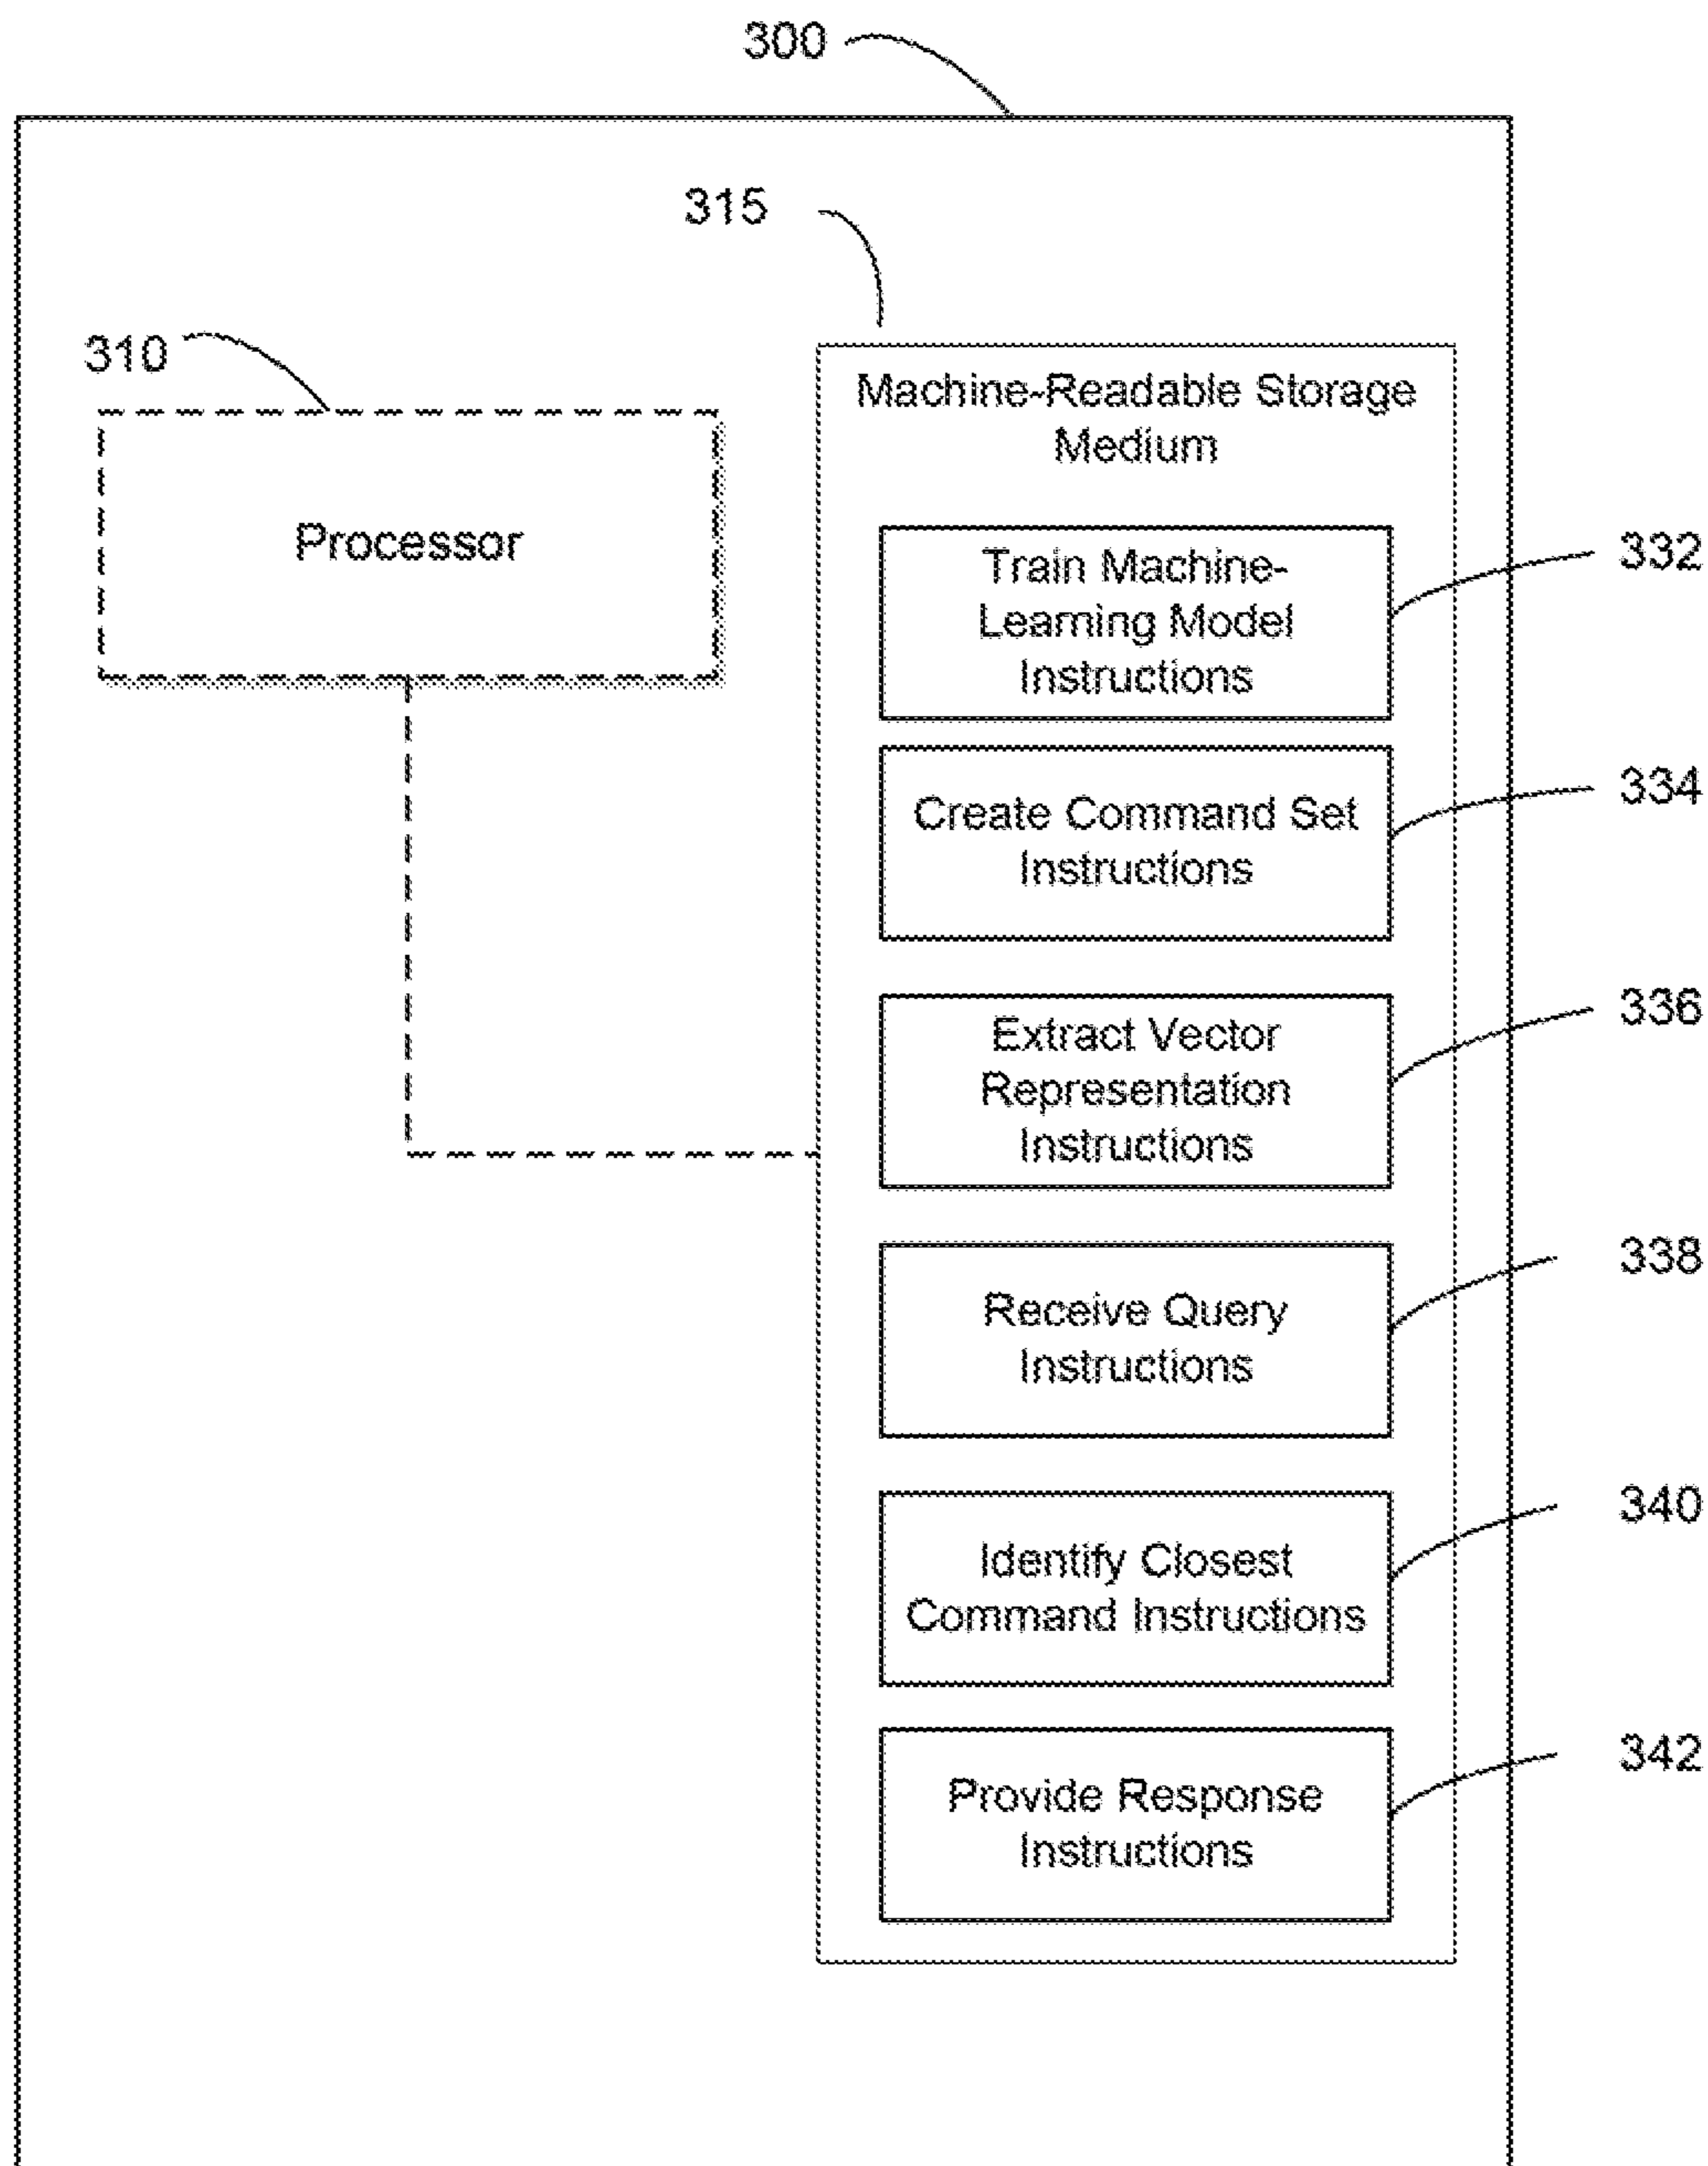 300
315
310
Machine-Readable Storage
Medium
Processor
Train Machine-
Learning Model
Instructions
332
Create Command Set
Instructions
334
Extract Vector
Representation
Instructions
336
Receive Query
Instructions
338
Identify Closest
Command Instructions
340
Provide Response
Instructions
342